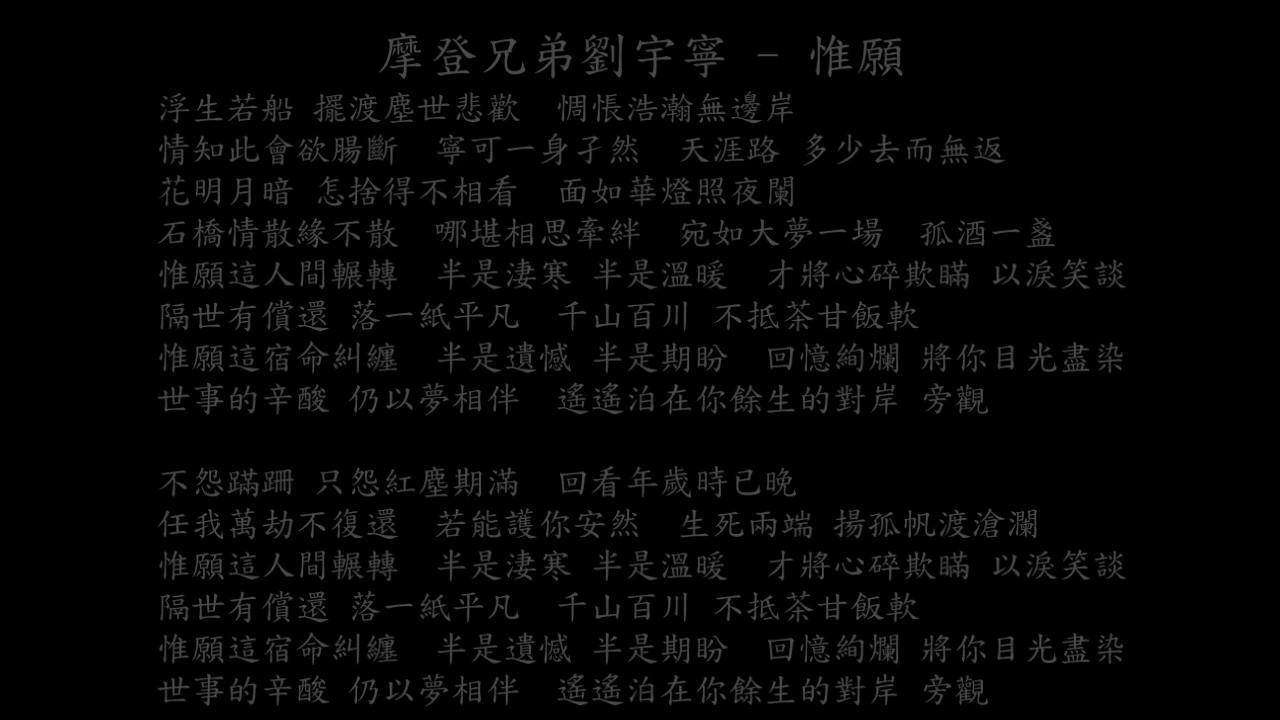 摩登兄弟劉宇寧 - 惟願
浮生若船 擺渡塵世悲歡　惆悵浩瀚無邊岸
情知此會欲腸斷　寧可一身孑然　天涯路 多少去而無返
花明月暗 怎捨得不相看　面如華燈照夜闌
石橋情散緣不散　哪堪相思牽絆　宛如大夢一場　孤酒一盞
惟願這人間輾轉　半是淒寒 半是溫暖　才將心碎欺瞞 以淚笑談
隔世有償還 落一紙平凡　千山百川 不抵茶甘飯軟
惟願這宿命糾纏　半是遺憾 半是期盼　回憶絢爛 將你目光盡染
世事的辛酸 仍以夢相伴　遙遙泊在你餘生的對岸 旁觀

不怨蹣跚 只怨紅塵期滿　回看年歲時已晚
任我萬劫不復還　若能護你安然　生死兩端 揚孤帆渡滄瀾
惟願這人間輾轉　半是淒寒 半是溫暖　才將心碎欺瞞 以淚笑談
隔世有償還 落一紙平凡　千山百川 不抵茶甘飯軟
惟願這宿命糾纏　半是遺憾 半是期盼　回憶絢爛 將你目光盡染
世事的辛酸 仍以夢相伴　遙遙泊在你餘生的對岸 旁觀